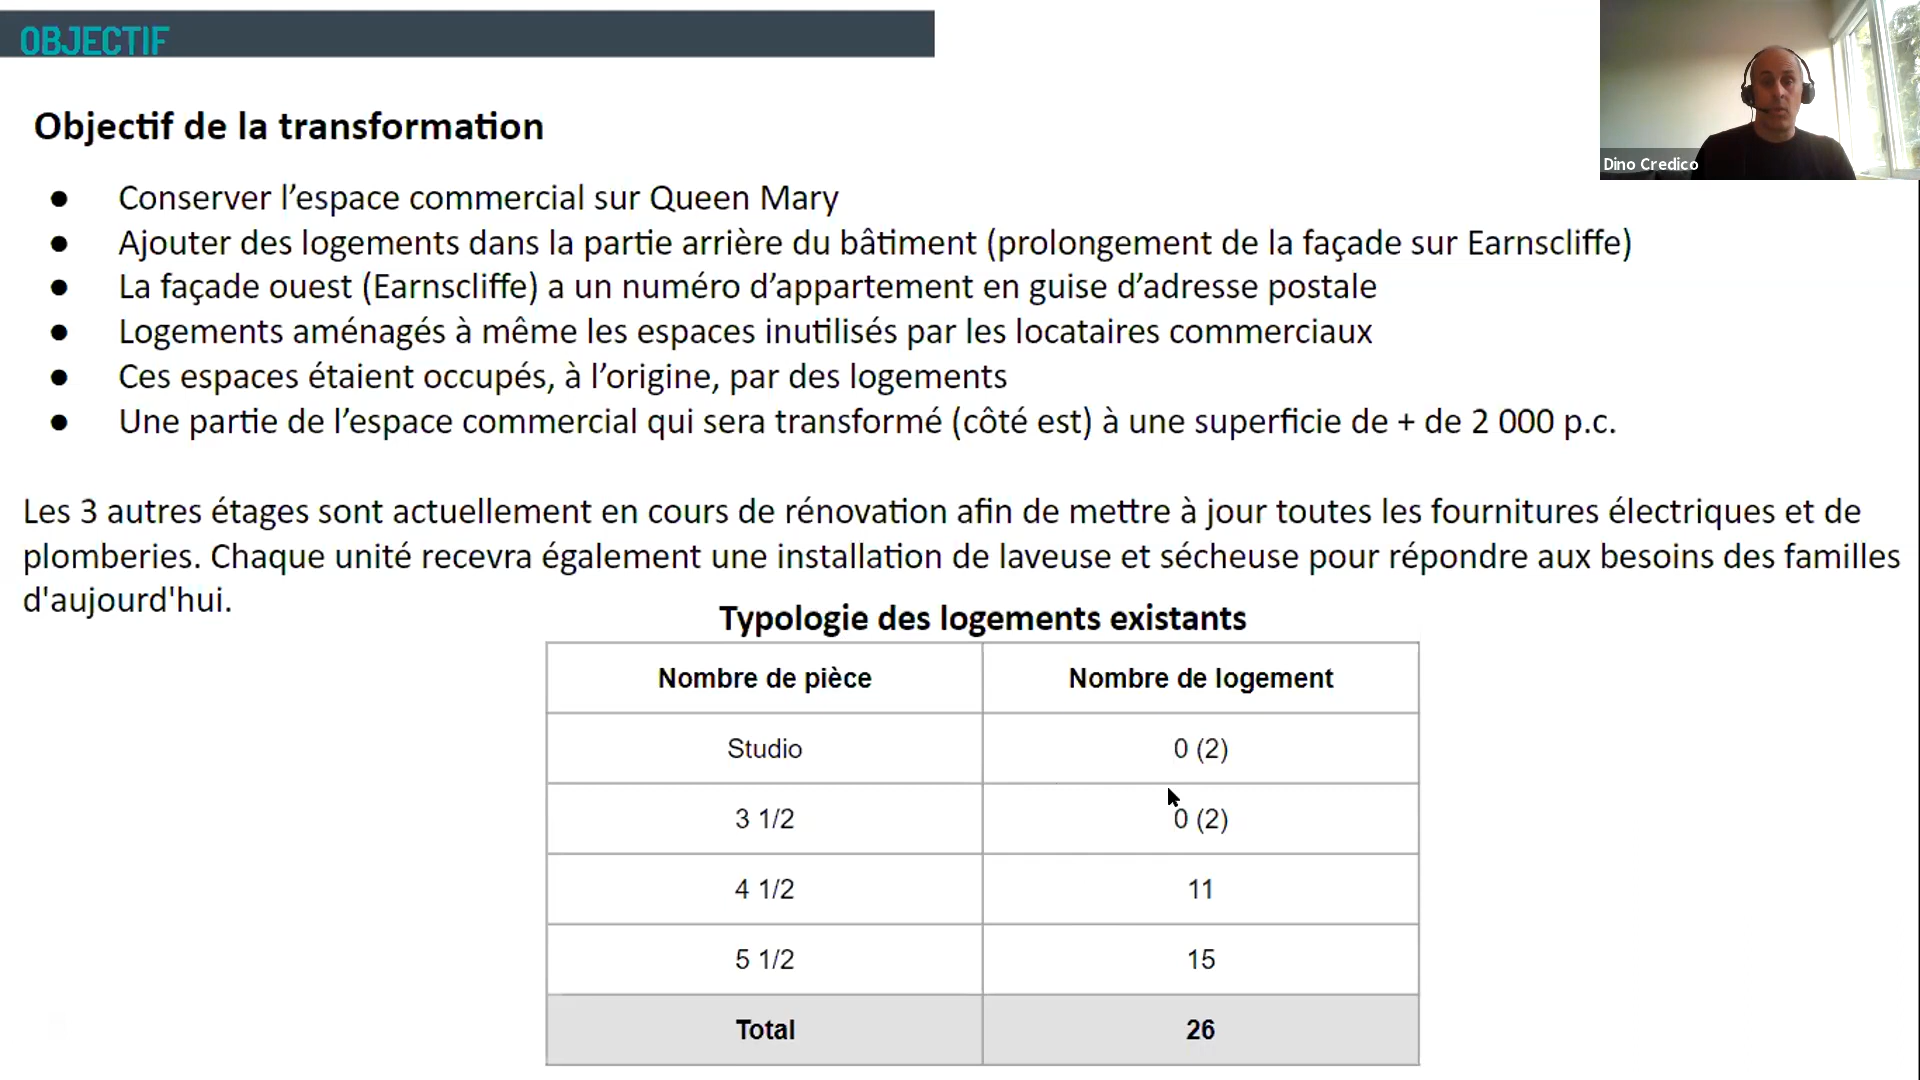 OBJECTIF
Dino Credico
Objectif de la transformation
● Conserver l’espace commercial sur Queen Mary
● Ajouter des logements dans la partie arrière du bâtiment (prolongement de la façade sur Earnscliffe)
● La façade ouest (Earnscliffe) a un numéro d’appartement en guise d’adresse postale
● Logements aménagés à même les espaces inutilisés par les locataires commerciaux
● Ces espaces étaient occupés, à l’origine, par des logements
● Une partie de l’espace commercial qui sera transformé (côté est) à une superficie de + de 2 000 p.c.
Les 3 autres étages sont actuellement en cours de rénovation afin de mettre à jour toutes les fournitures électriques et de
plomberies. Chaque unité recevra également une installation de laveuse et sécheuse pour répondre aux besoins des familles
d'aujourd'hui.
Typologie des logements existants
Nombre de pièce Nombre de logement
Studio 0 (2)
3 1/2 0 (2)
4 1/2 11
5 1/2 15
Total 26